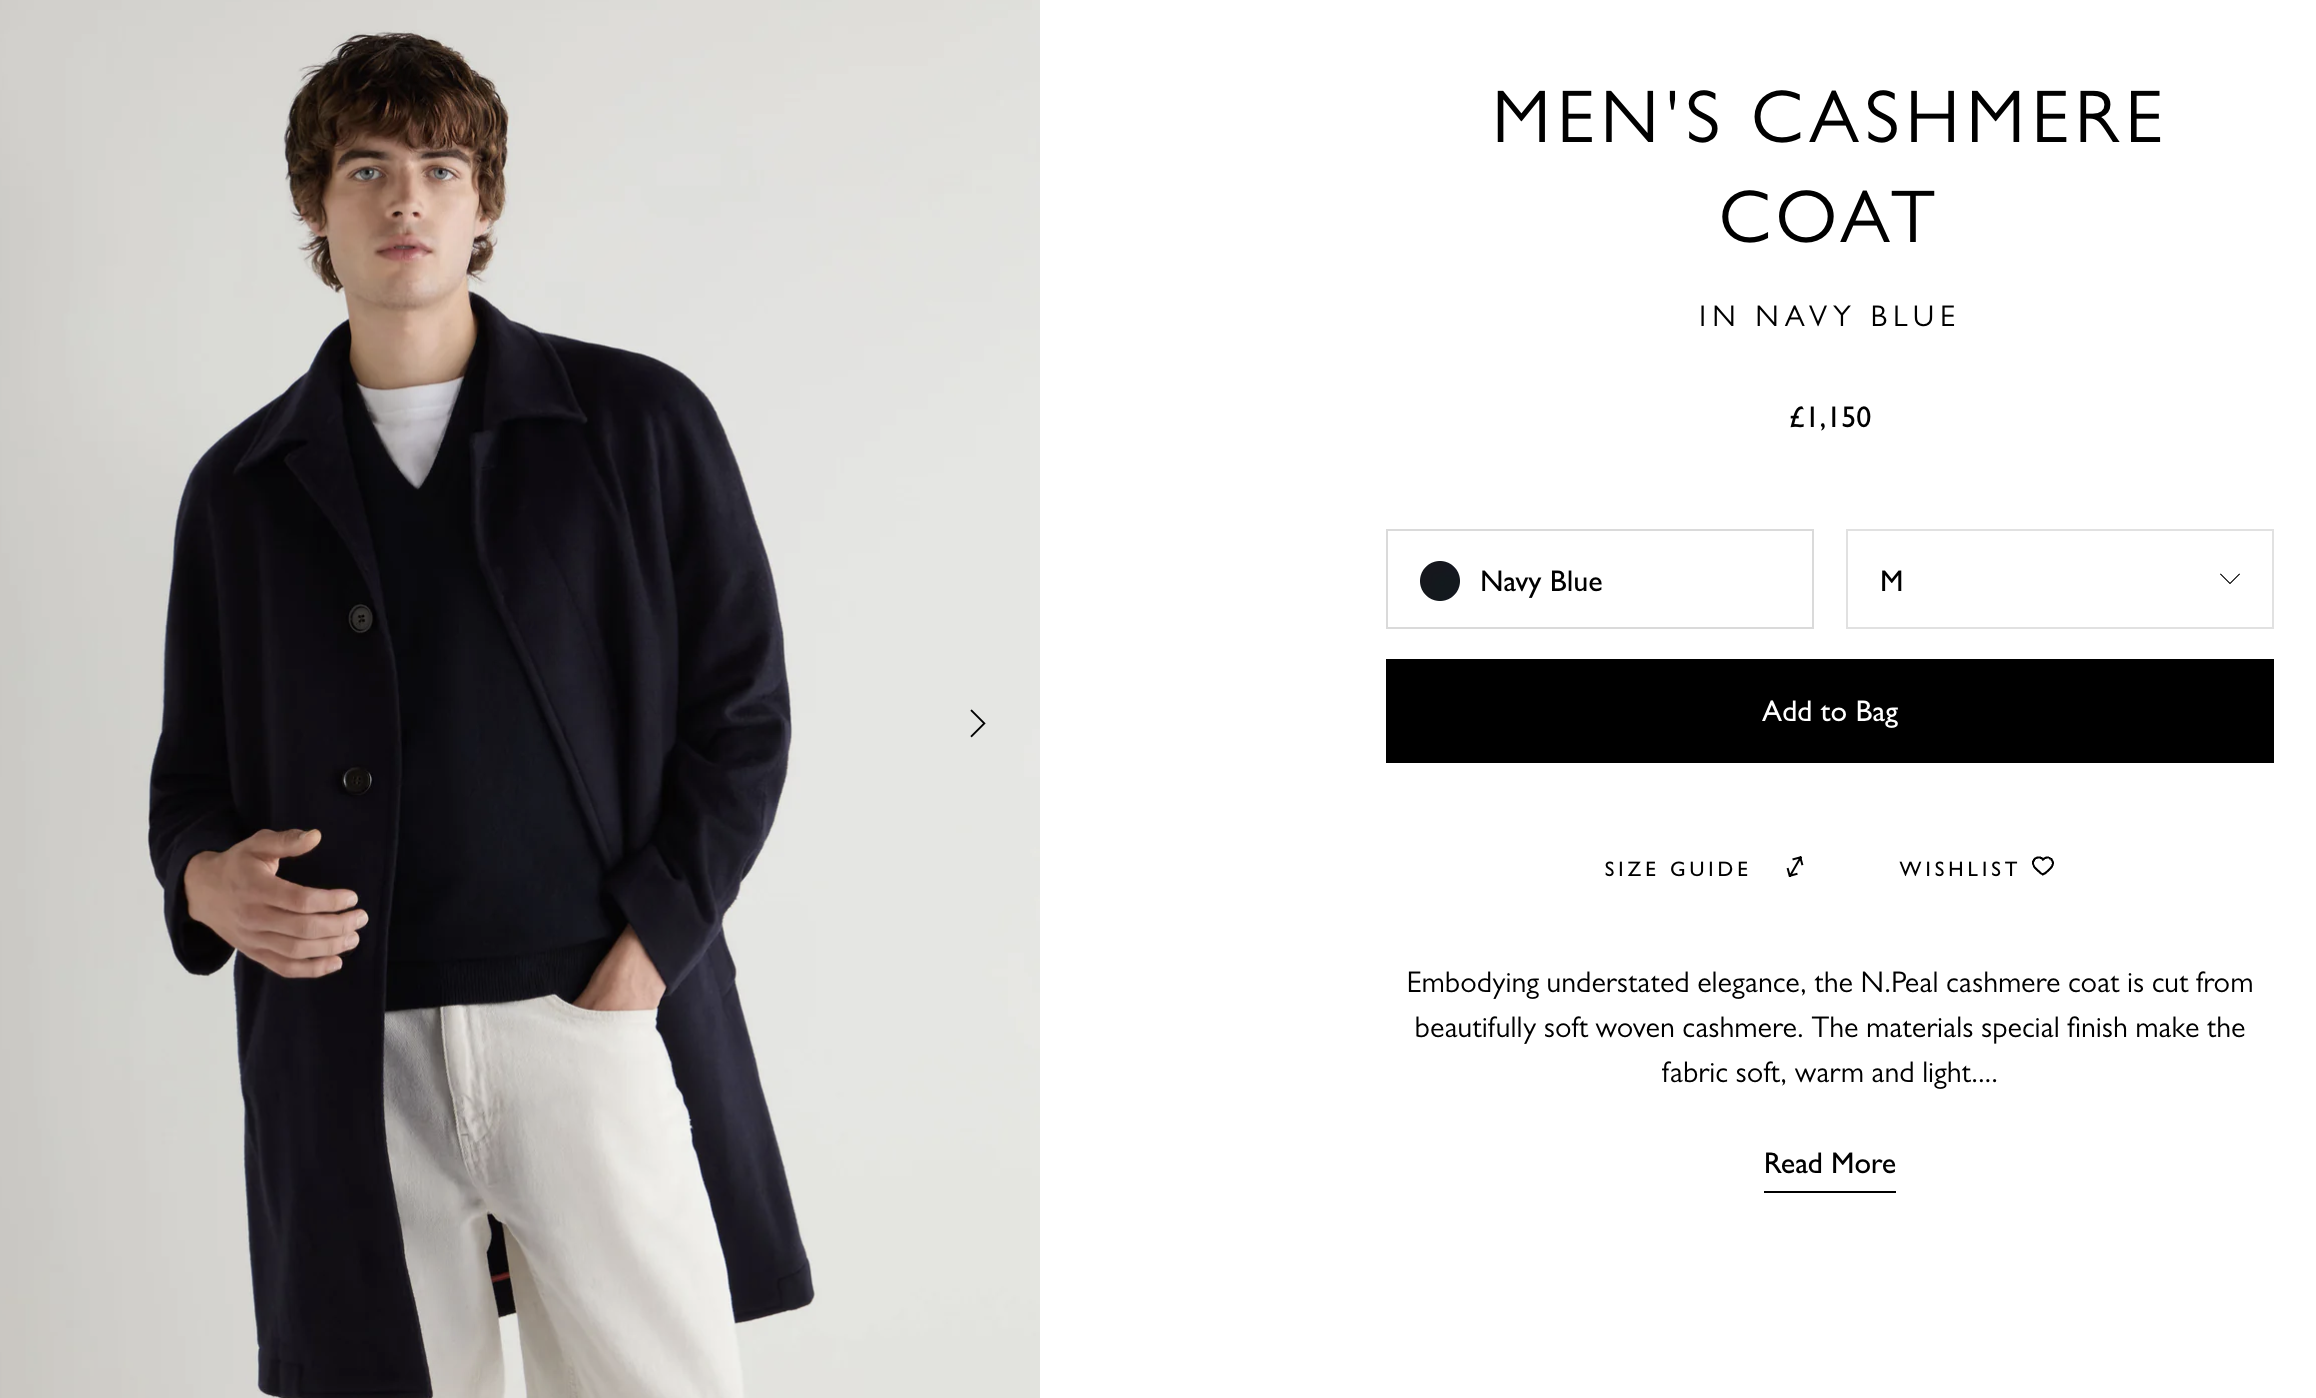 MEN'S CASHMERE
COAT
IN NAVY BLUE
£1,150
Navy Blue
M
Add to Bag
SIZE GUIDE
WISHLIST
Embodying understated elegance, the N.Peal cashmere coat is cut from
beautifully soft woven cashmere. The materials special finish make the
fabric soft, warm and light....
Read More